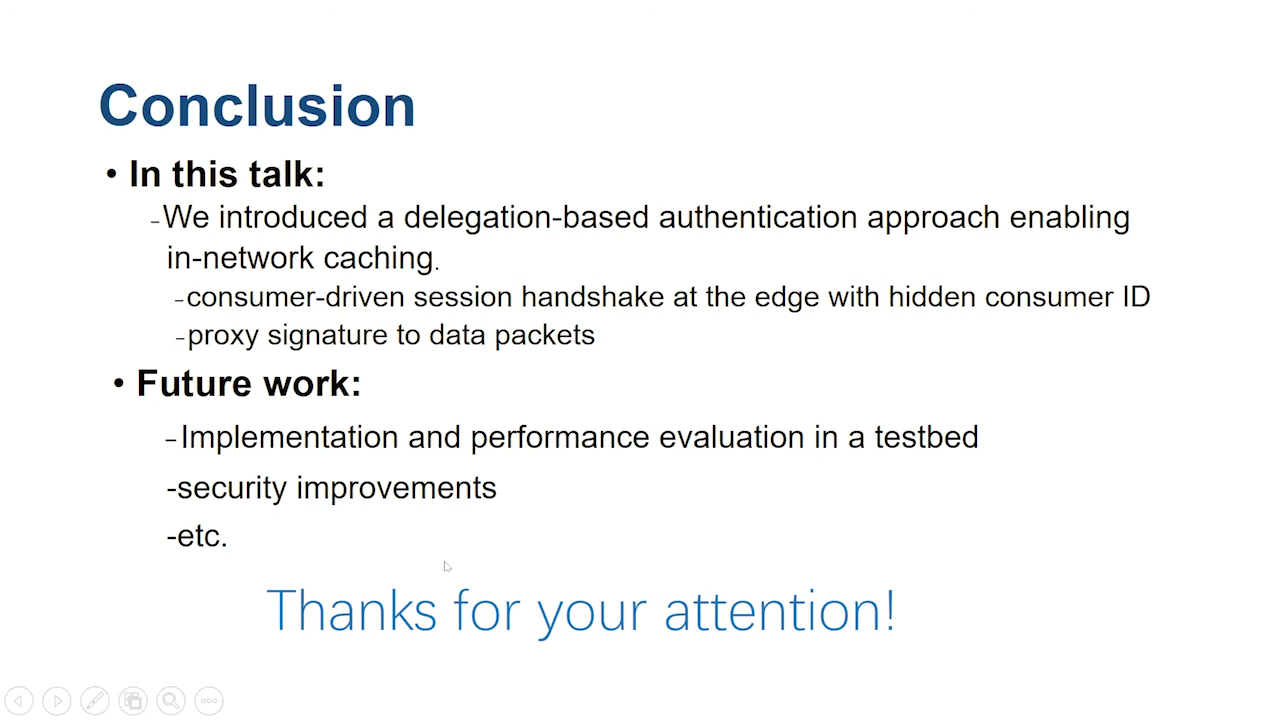 Conclusion
• In this talk:
–We introduced a delegation-based authentication approach enabling
in-network caching.
–consumer-driven session handshake at the edge with hidden consumer ID
–proxy signature to data packets
• Future work:
–Implementation and performance evaluation in a testbed
-security improvements
-etc.
Thanks for your attention!